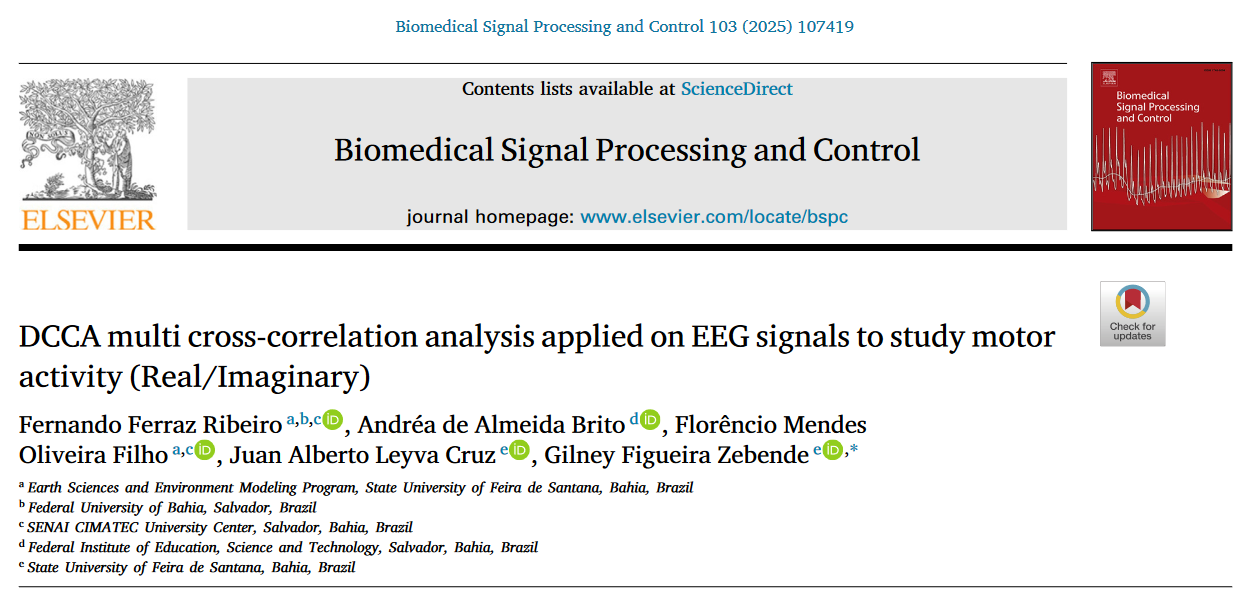 Biomedical Signal Processing and Control 103 (2025) 107419
Contents lists available at ScienceDirect
Biomedical Signal Processing and Control
journal homepage: www.elsevier.com/locate/bspc
ELSEVIER
Biomedical
Signal Processing
and Control
Check for
updates
DCCA multi cross-correlation analysis applied on EEG signals to study motor
activity (Real/Imaginary)
Fernando Ferraz Ribeiro a,b,c iD, Andréa de Almeida Brito d iD, Florêncio Mendes
Oliveira Filho a,c iD, Juan Alberto Leyva Cruz e iD, Gilney Figueira Zebende e iD,*
a Earth Sciences and Environment Modeling Program, State University of Feira de Santana, Bahia, Brazil
b Federal University of Bahia, Salvador, Brazil
c SENAI CIMATEC University Center, Salvador, Bahia, Brazil
d Federal Institute of Education, Science and Technology, Salvador, Bahia, Brazil
e State University of Feira de Santana, Bahia, Brazil